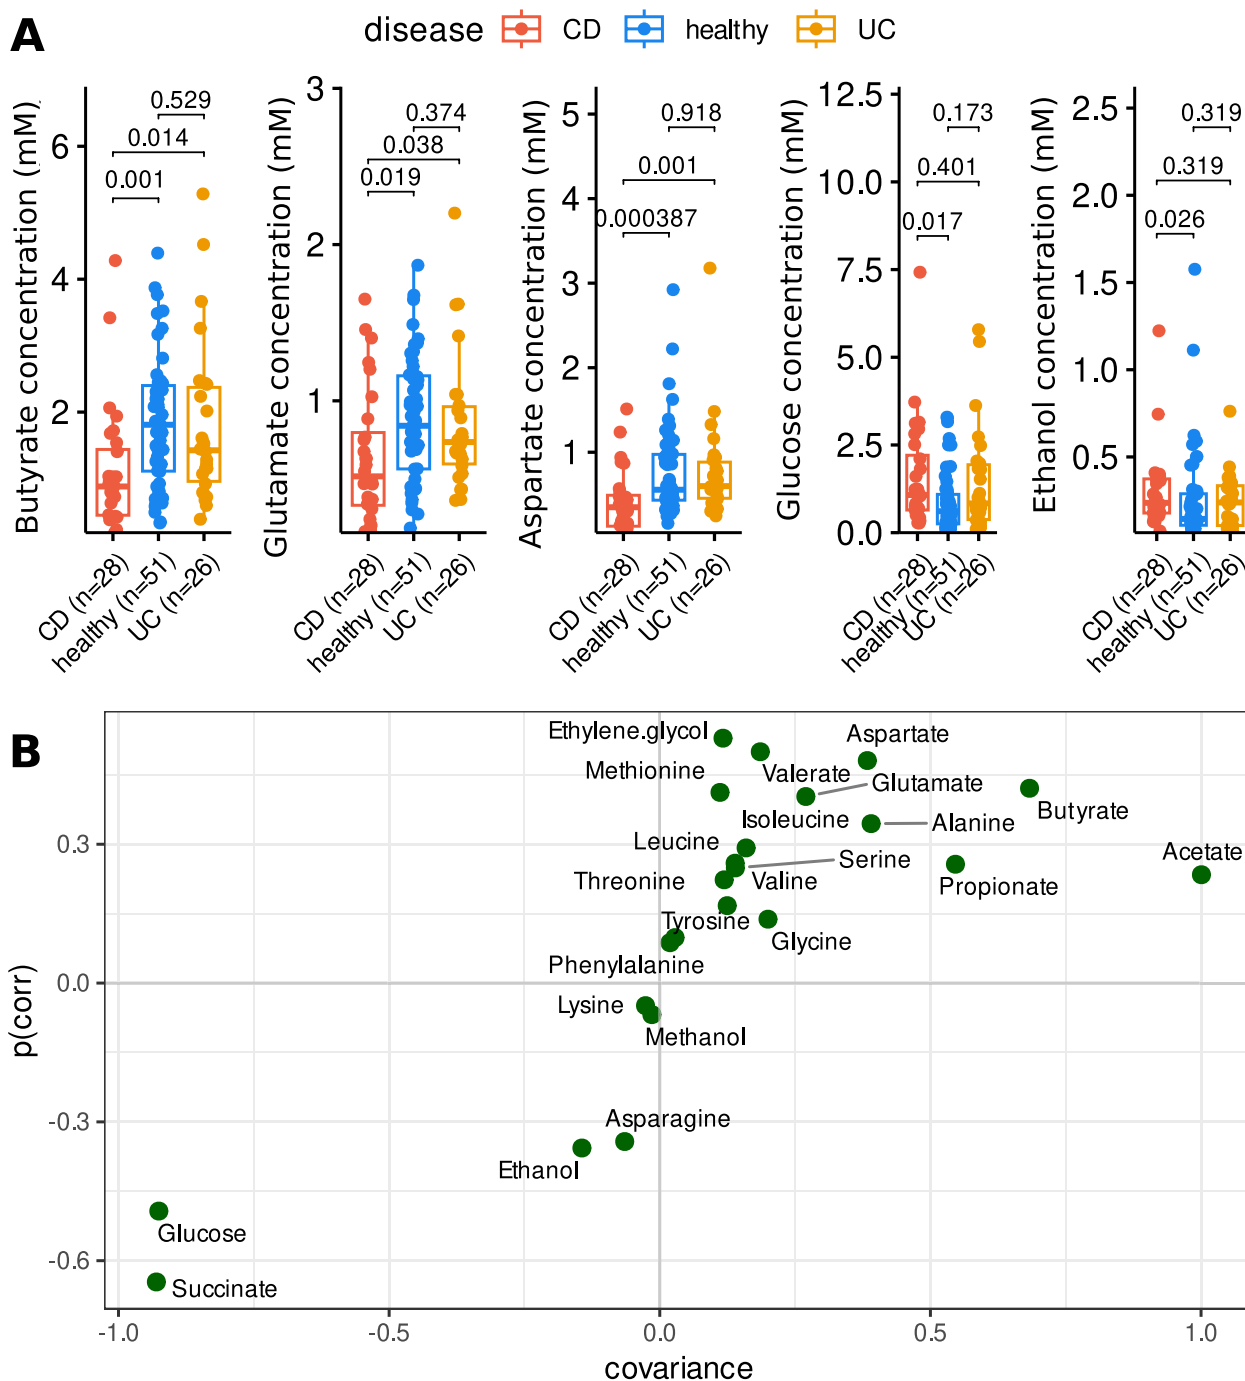 A
disease CD healthy UC
Butyrate concentration (mM)
6
4
2
0.529
0.014
0.001
CD (n=28)
healthy (n=51)
UC (n=26)
Glutamate concentration (mM)
3
2
1
0.374
0.038
0.019
CD (n=28)
healthy (n=51)
UC (n=26)
Aspartate concentration (mM)
5
4
3
2
1
0.918
0.001
0.000387
CD (n=28)
healthy (n=51)
UC (n=26)
Glucose concentration (mM)
12.5
10.0
7.5
5.0
2.5
0.0
0.173
0.401
0.017
CD (n=28)
healthy (n=51)
UC (n=26)
Ethanol concentration (mM)
2.5
2.0
1.5
1.0
0.5
0.319
0.319
0.026
CD (n=28)
healthy (n=51)
UC (n=26)
B
p(corr)
0.3
0.0
-0.3
-0.6
Ethylene.glycol
Aspartate
Methionine
Valerate
Glutamate
Butyrate
Isoleucine
Alanine
Leucine
Serine
Acetate
Threonine
Valine
Propionate
Tyrosine
Glycine
Phenylalanine
Lysine
Methanol
Asparagine
Ethanol
Glucose
Succinate
-1.0
-0.5
0.0
0.5
1.0
covariance